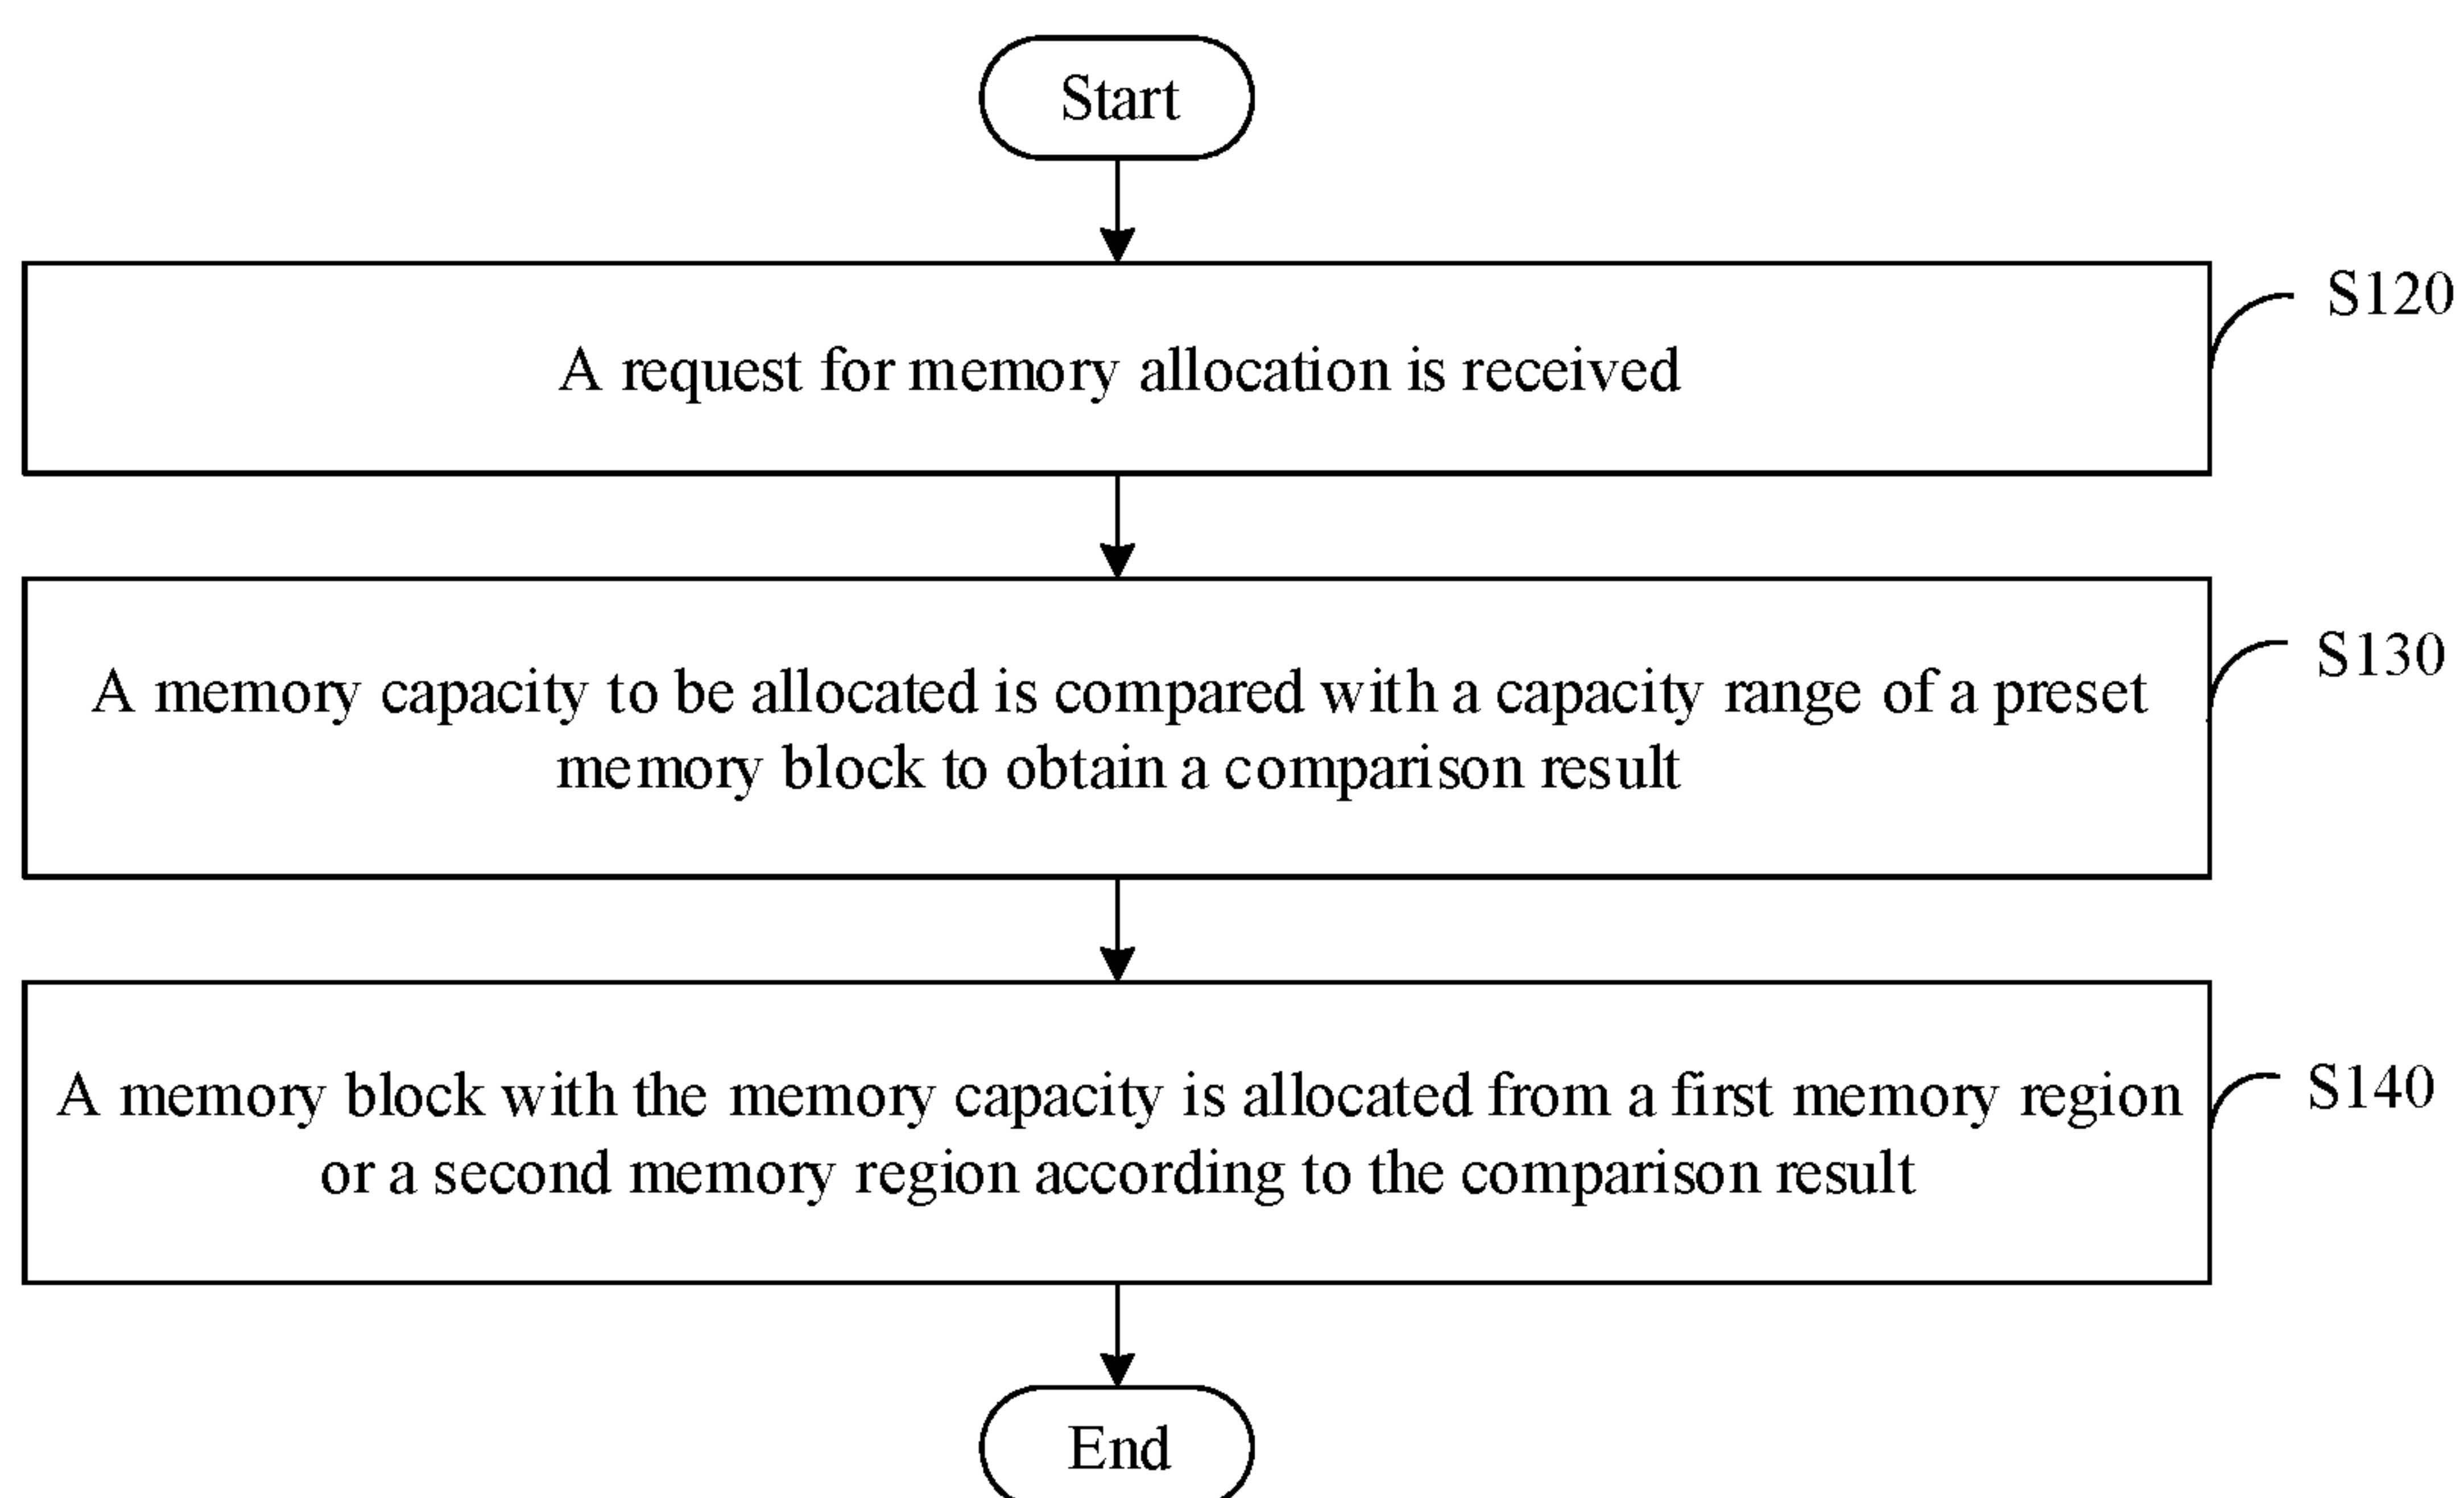 Start
S120
A request for memory allocation is received
S130
A memory capacity to be allocated is compared with a capacity range of a preset
memory block to obtain a comparison result
S140
A memory block with the memory capacity is allocated from a first memory region
or a second memory region according to the comparison result
End